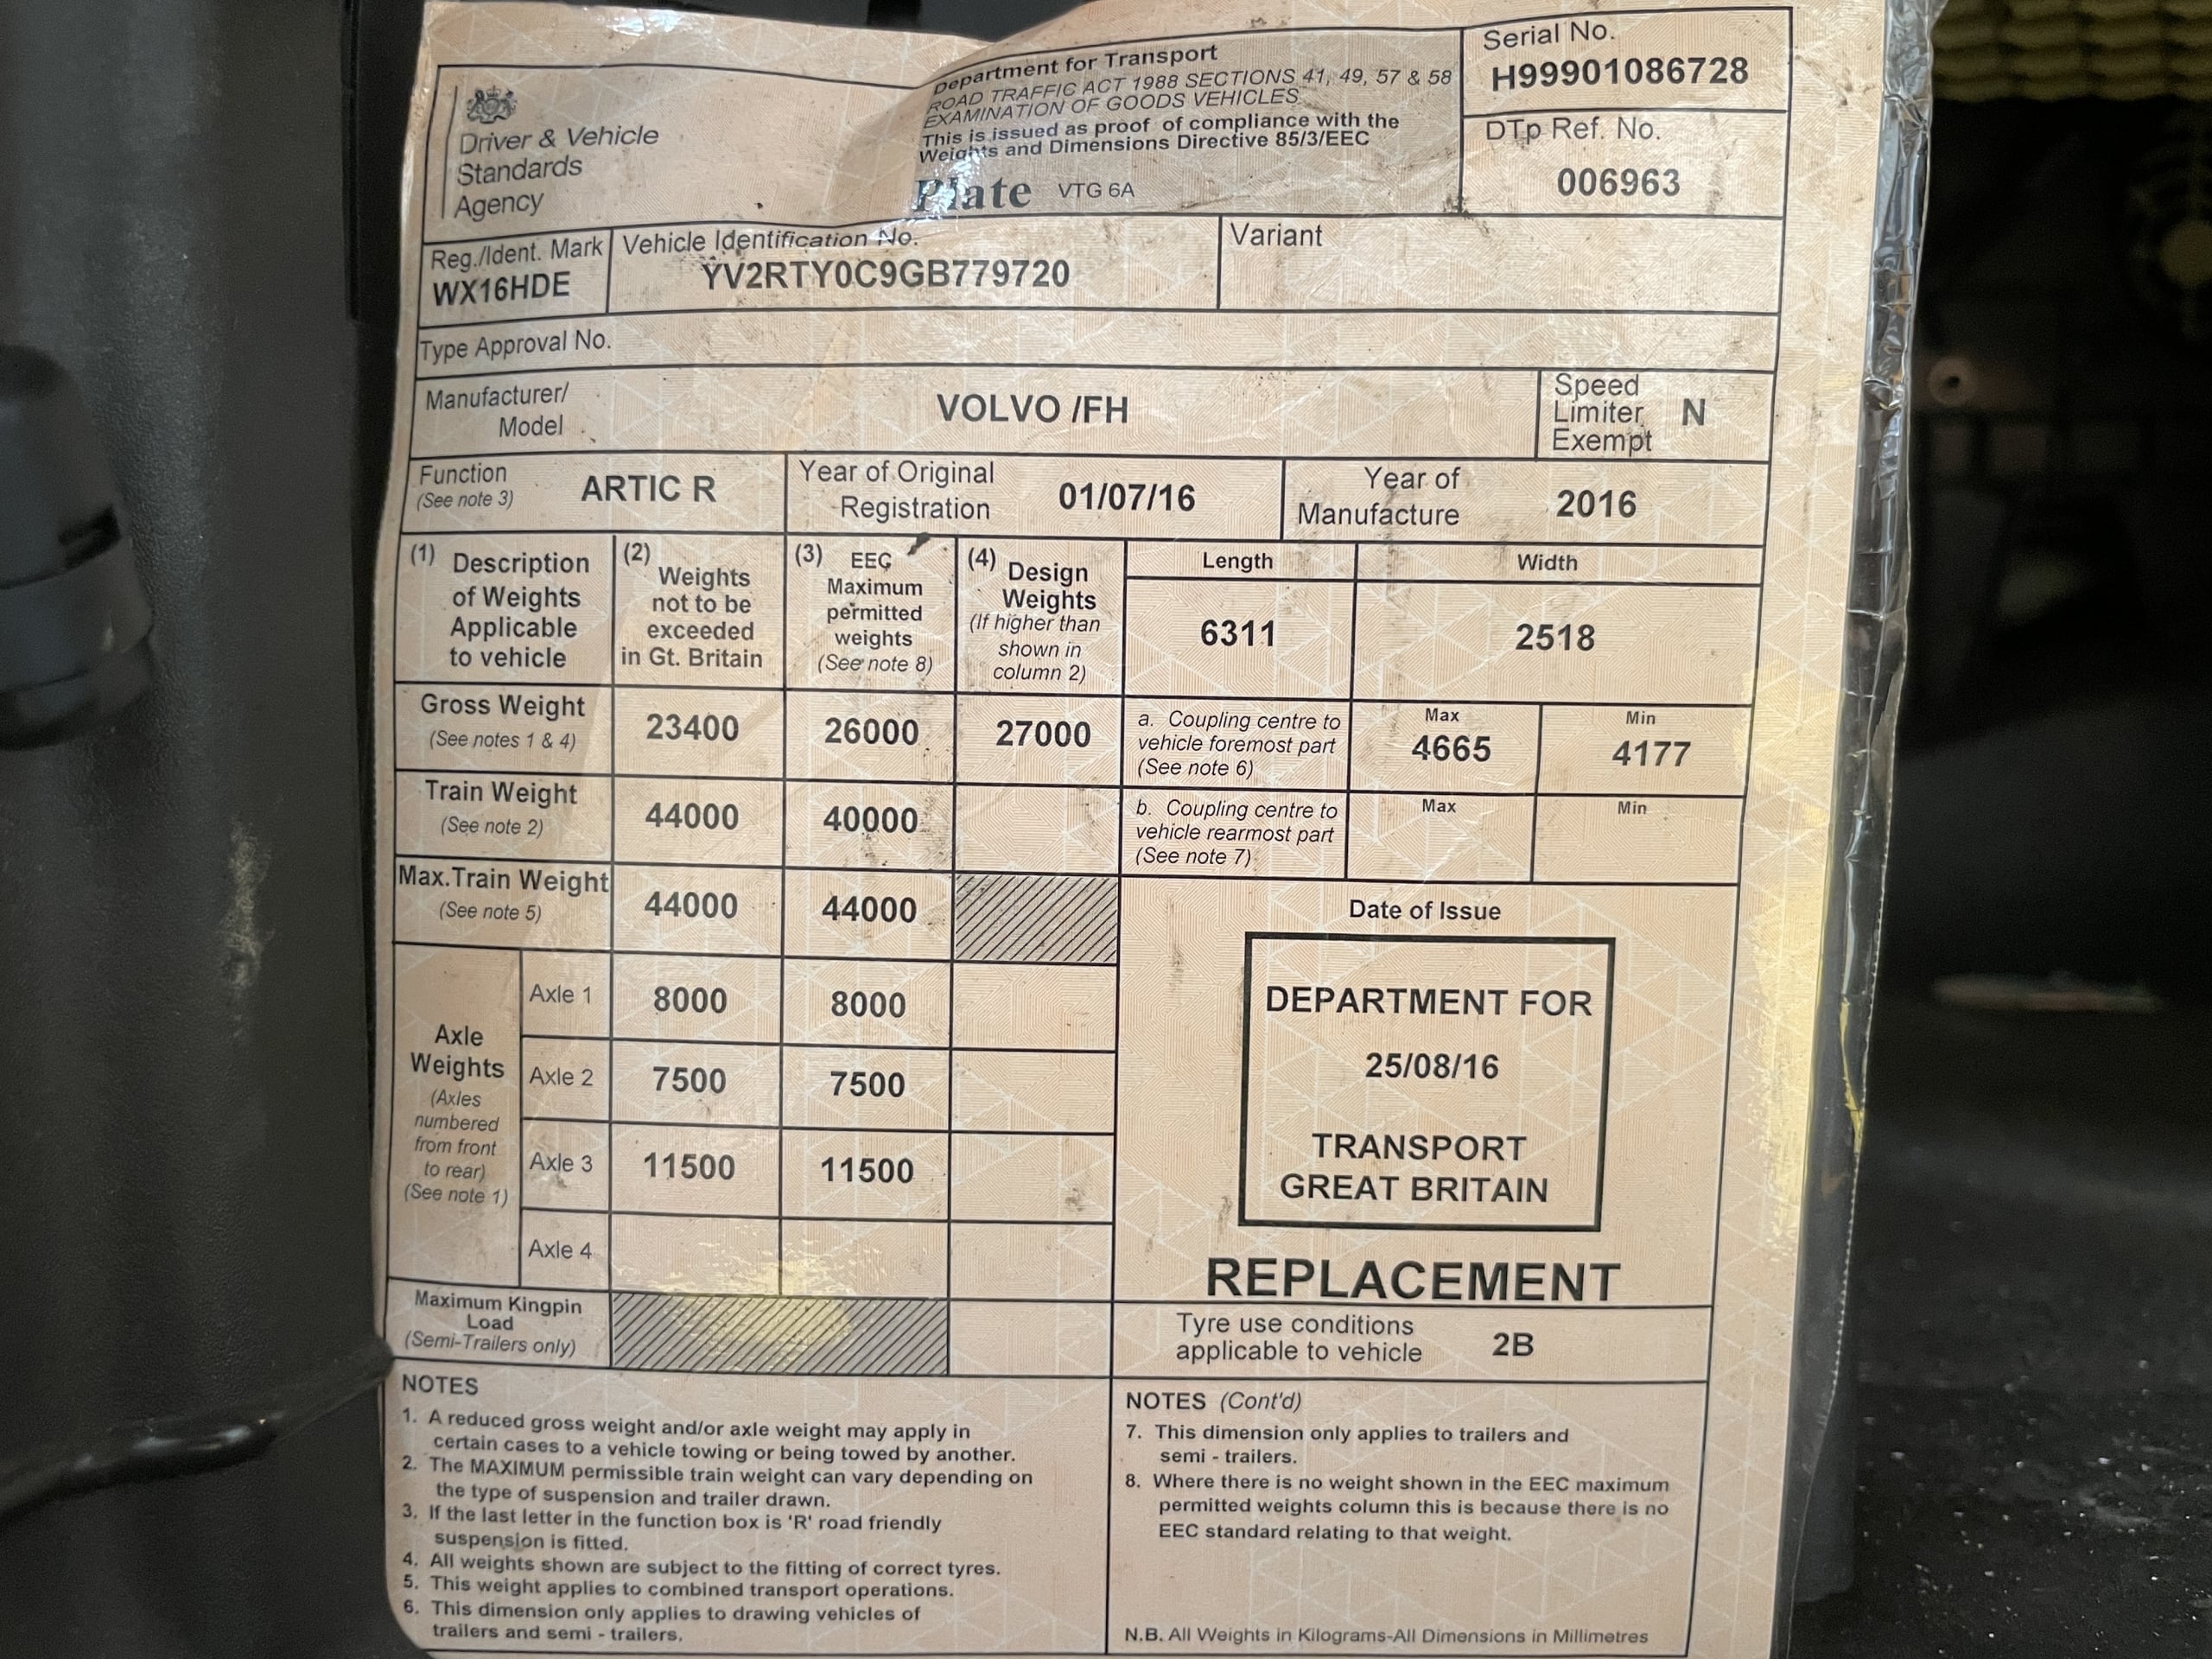 Department for Transport
ROAD TRAFFIC ACT 1988 SECTIONS 41, 49, 57 & 58
EXAMINATION OF GOODS VEHICLES
This is issued as proof of compliance with the
Weights and Dimensions Directive 85/3/EEC
Plate VTG 6A
Driver & Vehicle
Standards
Agency
Serial No.
H99901086728
DTp Ref. No.
006963
Reg./Ident. Mark
WX16HDE
Vehicle Identification No.
YV2RTY0C9GB779720
Variant
Type Approval No.
Manufacturer/
Model
VOLVO /FH
Speed
Limiter
Exempt
N
Function
(See note 3)
ARTIC R
Year of Original
Registration
01/07/16
Year of
Manufacture
2016
(1) Description
of Weights
Applicable
to vehicle
(2) Weights
not to be
exceeded
in Gt. Britain
(3) EEC
Maximum
permitted
weights
(See note 8)
(4) Design
Weights
(If higher than
shown in
column 2)
Length
6311
Width
2518
Gross Weight
(See notes 1 & 4)
23400
26000
27000
a. Coupling centre to
vehicle foremost part
(See note 6)
Max
4665
Min
4177
Train Weight
(See note 2)
44000
40000
b. Coupling centre to
vehicle rearmost part
(See note 7)
Max
Min
Max.Train Weight
(See note 5)
44000
44000
Axle
Weights
(Axles
numbered
from front
to rear)
(See note 1)
Axle 1
8000
8000
Axle 2
7500
7500
Axle 3
11500
11500
Axle 4
Date of Issue
DEPARTMENT FOR
25/08/16
TRANSPORT
GREAT BRITAIN
REPLACEMENT
Maximum Kingpin
Load
(Semi-Trailers only)
Tyre use conditions
applicable to vehicle
2B
NOTES
1. A reduced gross weight and/or axle weight may apply in
certain cases to a vehicle towing or being towed by another.
2. The MAXIMUM permissible train weight can vary depending on
the type of suspension and trailer drawn.
3. If the last letter in the function box is 'R' road friendly
suspension is fitted.
4. All weights shown are subject to the fitting of correct tyres.
5. This weight applies to combined transport operations.
6. This dimension only applies to drawing vehicles of
trailers and semi - trailers.
NOTES (Cont'd)
7. This dimension only applies to trailers and
semi - trailers.
8. Where there is no weight shown in the EEC maximum
permitted weights column this is because there is no
EEC standard relating to that weight.
N.B. All Weights in Kilograms-All Dimensions in Millimetres